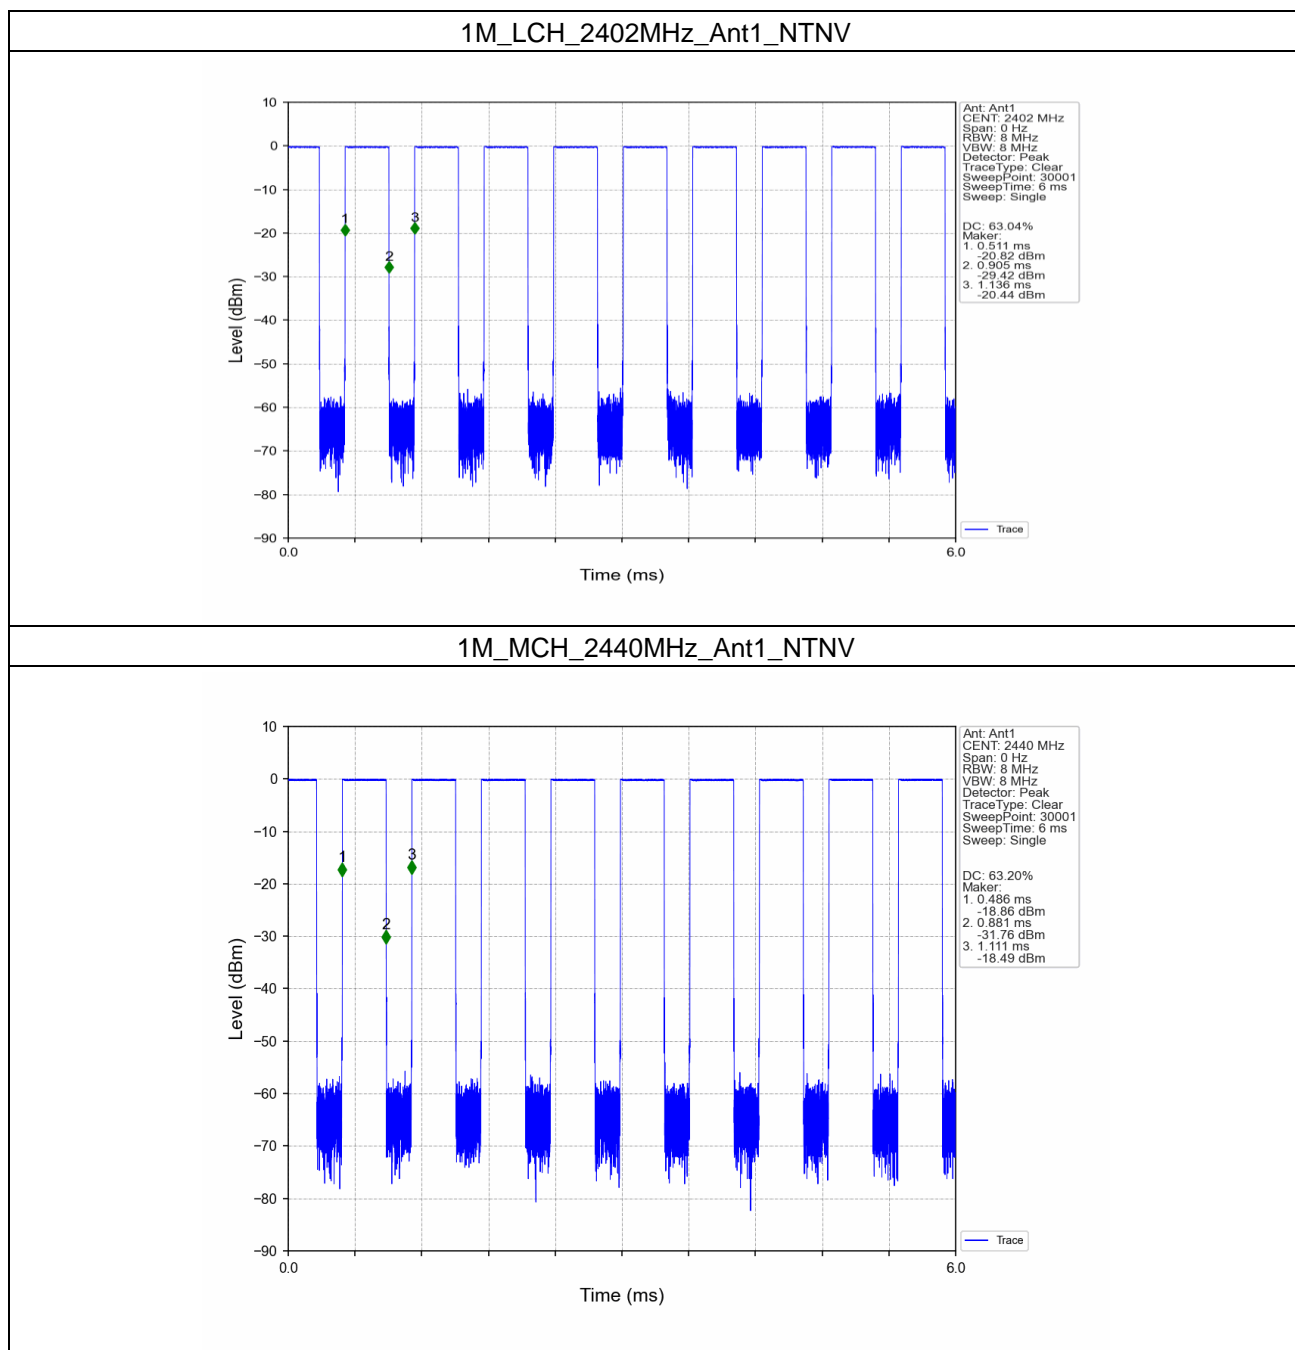 1M_LCH_2402MHz_Ant1_NTNV
10
0
−10
−20
−30
−40
−50
−60
−70
−80
−90
Level (dBm)
1
2
3
0.0
6.0
Time (ms)
Ant: Ant1
CENT: 2402 MHz
Span: 0 Hz
RBW: 8 MHz
VBW: 8 MHz
Detector: Peak
TraceType: Clear
SweepPoint: 30001
SweepTime: 6 ms
Sweep: Single
DC: 63.04%
Maker:
1. 0.511 ms
-20.82 dBm
2. 0.905 ms
-29.42 dBm
3. 1.136 ms
-20.44 dBm
Trace
1M_MCH_2440MHz_Ant1_NTNV
10
0
−10
−20
−30
−40
−50
−60
−70
−80
−90
Level (dBm)
1
2
3
0.0
6.0
Time (ms)
Ant: Ant1
CENT: 2440 MHz
Span: 0 Hz
RBW: 8 MHz
VBW: 8 MHz
Detector: Peak
TraceType: Clear
SweepPoint: 30001
SweepTime: 6 ms
Sweep: Single
DC: 63.20%
Maker:
1. 0.486 ms
-18.86 dBm
2. 0.881 ms
-31.76 dBm
3. 1.111 ms
-18.49 dBm
Trace